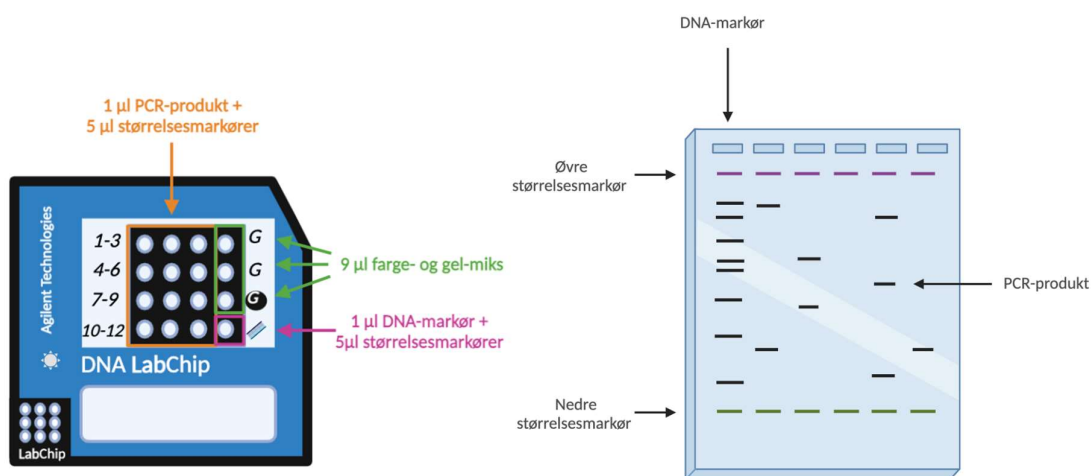 DNA-markør
1 µl PCR-produkt +
5 µl størrelsesmarkører
Øvre
størrelsesmarkør
Agilent Technologies
1-3
G
4-6
G
9 µl farge- og gel-miks
7-9
G
PCR-produkt
10-12
1 µl DNA-markør +
5µl størrelsesmarkører
DNA LabChip
Nedre
størrelsesmarkør
LabChip